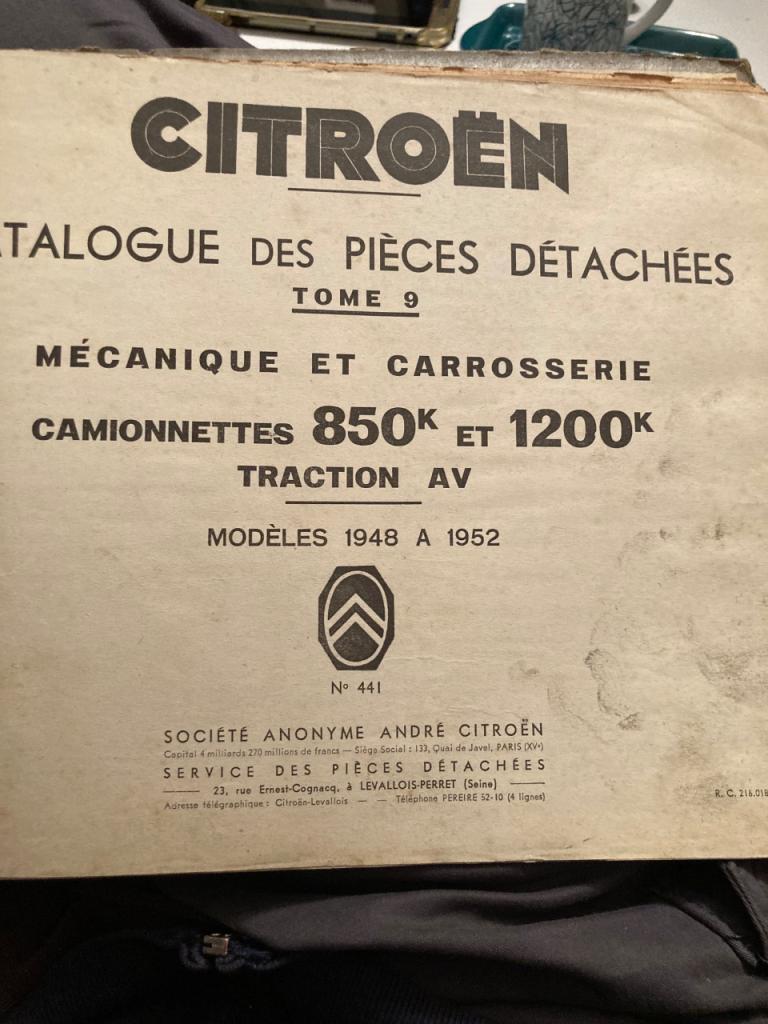 CITROËN
ATALOGUE DES PIÈCES DÉTACHÉES
TOME 9
MÉCANIQUE ET CARROSSERIE
CAMIONNETTES 850K ET 1200K
TRACTION AV
MODÈLES 1948 A 1952
No 441
SOCIÉTÉ ANONYME ANDRÉ CITROËN
Capital 4 milliards 270 millions de francs — Siège Social : 133, Quai de Javel, PARIS (XVe)
SERVICE DES PIÈCES DÉTACHÉES
23, rue Ernest-Cognacq, à LEVALLOIS-PERRET (Seine)
Adresse télégraphique : Citroën-Levallois — — Téléphone PEREIRE 52-10 (4 lignes)
R. C. 216.018